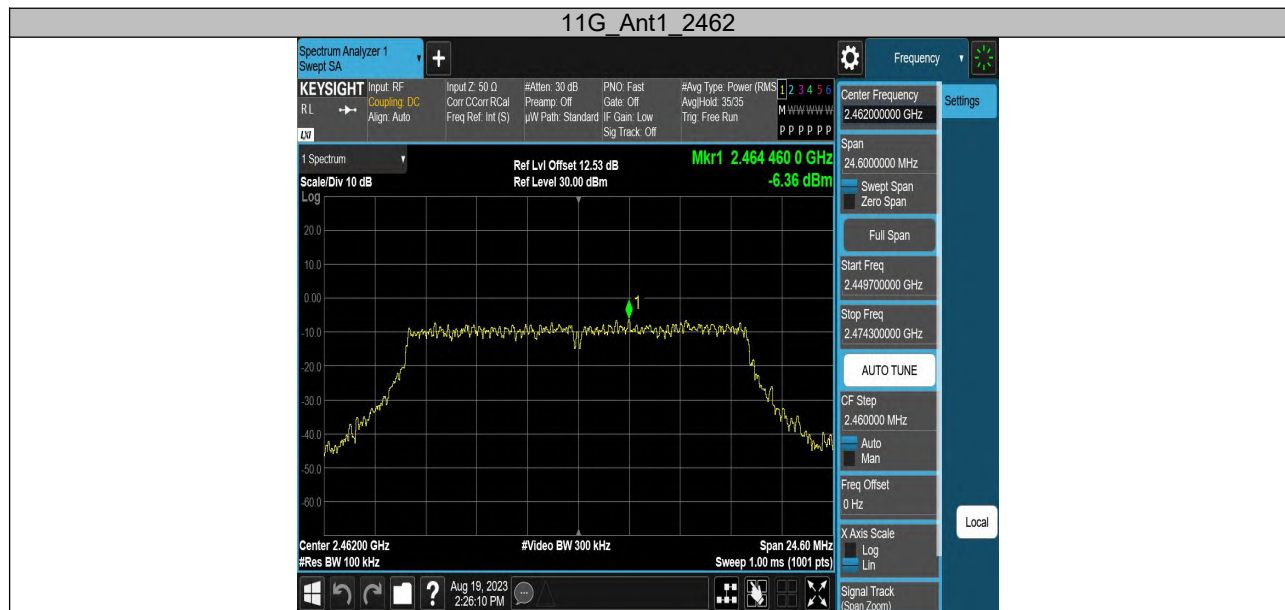 11G_Ant1_2462
Spectrum Analyzer 1
Swept SA
+
Frequency
KEYSIGHT
R L
LXI
Input: RF
Coupling: DC
Align: Auto
Input Z: 50 Ω
Corr CCorr RCal
Freq Ref: Int (S)
#Atten: 30 dB
Preamp: Off
µW Path: Standard
PNO: Fast
Gate: Off
IF Gain: Low
Sig Track: Off
#Avg Type: Power (RMS
Avg|Hold: 35/35
Trig: Free Run
1 2 3 4 5 6
M W W W W W
P P P P P P
1 Spectrum
Scale/Div 10 dB
Ref Lvl Offset 12.53 dB
Ref Level 30.00 dBm
Mkr1 2.464 460 0 GHz
-6.36 dBm
Log
20.0
10.0
0.00
-10.0
-20.0
-30.0
-40.0
-50.0
-60.0
1
Center 2.46200 GHz
#Res BW 100 kHz
#Video BW 300 kHz
Span 24.60 MHz
Sweep 1.00 ms (1001 pts)
?
Aug 19, 2023
2:26:10 PM
Center Frequency
2.462000000 GHz
Settings
Span
24.6000000 MHz
Swept Span
Zero Span
Full Span
Start Freq
2.449700000 GHz
Stop Freq
2.474300000 GHz
AUTO TUNE
CF Step
2.460000 MHz
Auto
Man
Freq Offset
0 Hz
Local
X Axis Scale
Log
Lin
Signal Track
(Span Zoom)